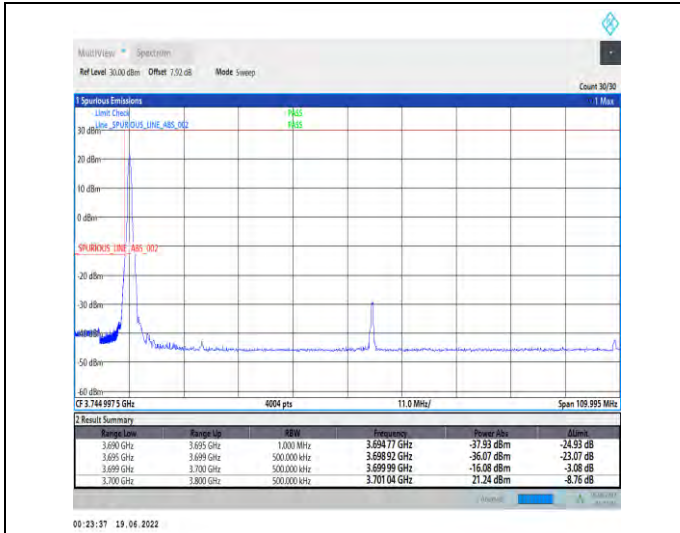 MultiView Spectrum
Ref Level 30.00 dBm Offset 7.92 dB Mode Sweep
Count 30/30
1 Spurious Emissions 1 Max
Limit Check PASS
Line _SPURIOUS_LINE_ABS_002 PASS
30 dBm
20 dBm
10 dBm
0 dBm
SPURIOUS_LINE_ABS_002
-20 dBm
-30 dBm
-40 dBm
-50 dBm
-60 dBm
CF 3.744 997 5 GHz 4004 pts 11.0 MHz/ Span 109.995 MHz
2 Result Summary
Range Low Range Up RBW Frequency Power Abs ΔLimit
3.690 GHz 3.695 GHz 1.000 MHz 3.694 77 GHz -37.93 dBm -24.93 dB
3.695 GHz 3.699 GHz 500.000 kHz 3.698 92 GHz -36.07 dBm -23.07 dB
3.699 GHz 3.700 GHz 500.000 kHz 3.699 99 GHz -16.08 dBm -3.08 dB
3.700 GHz 3.800 GHz 500.000 kHz 3.701 04 GHz 21.24 dBm -8.76 dB
00:23:37 19.06.2022